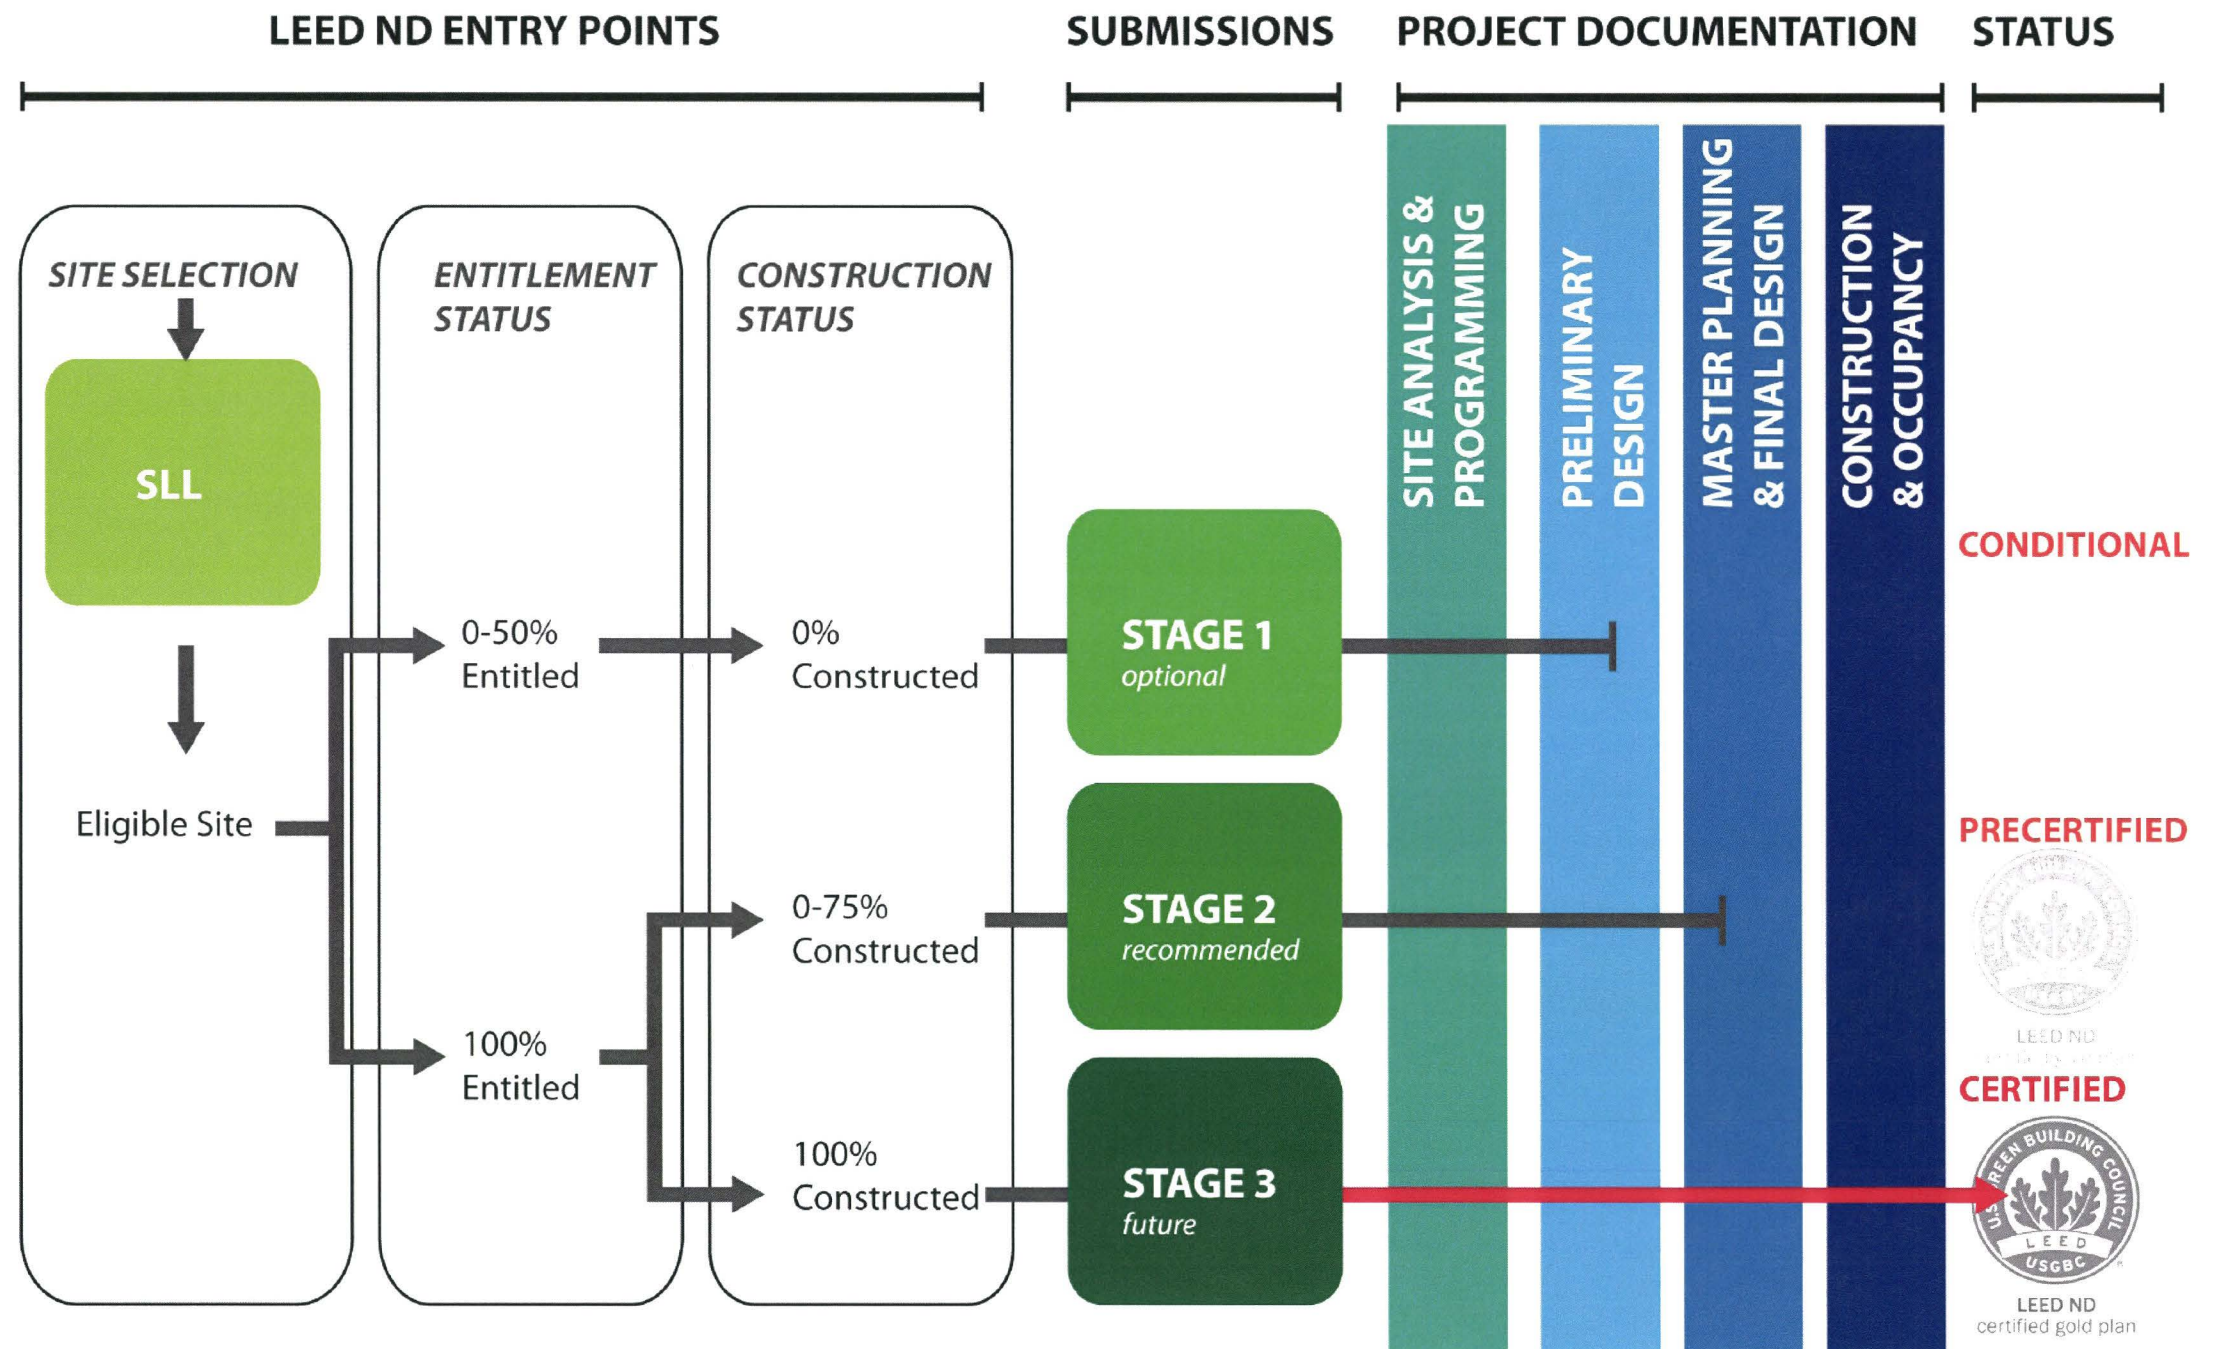 LEED ND ENTRY POINTS
SUBMISSIONS
PROJECT DOCUMENTATION
STATUS
SITE SELECTION
SLL
Eligible Site
ENTITLEMENT
STATUS
0-50%
Entitled
100%
Entitled
CONSTRUCTION
STATUS
0%
Constructed
0-75%
Constructed
100%
Constructed
STAGE 1
optional
STAGE 2
recommended
STAGE 3
future
SITE ANALYSIS &
PROGRAMMING
PRELIMINARY
DESIGN
MASTER PLANNING
& FINAL DESIGN
CONSTRUCTION
& OCCUPANCY
CONDITIONAL
PRECERTIFIED
LEED ND
CERTIFIED
U.S. GREEN BUILDING COUNCIL
LEED
USGBC
LEED ND
certified gold plan